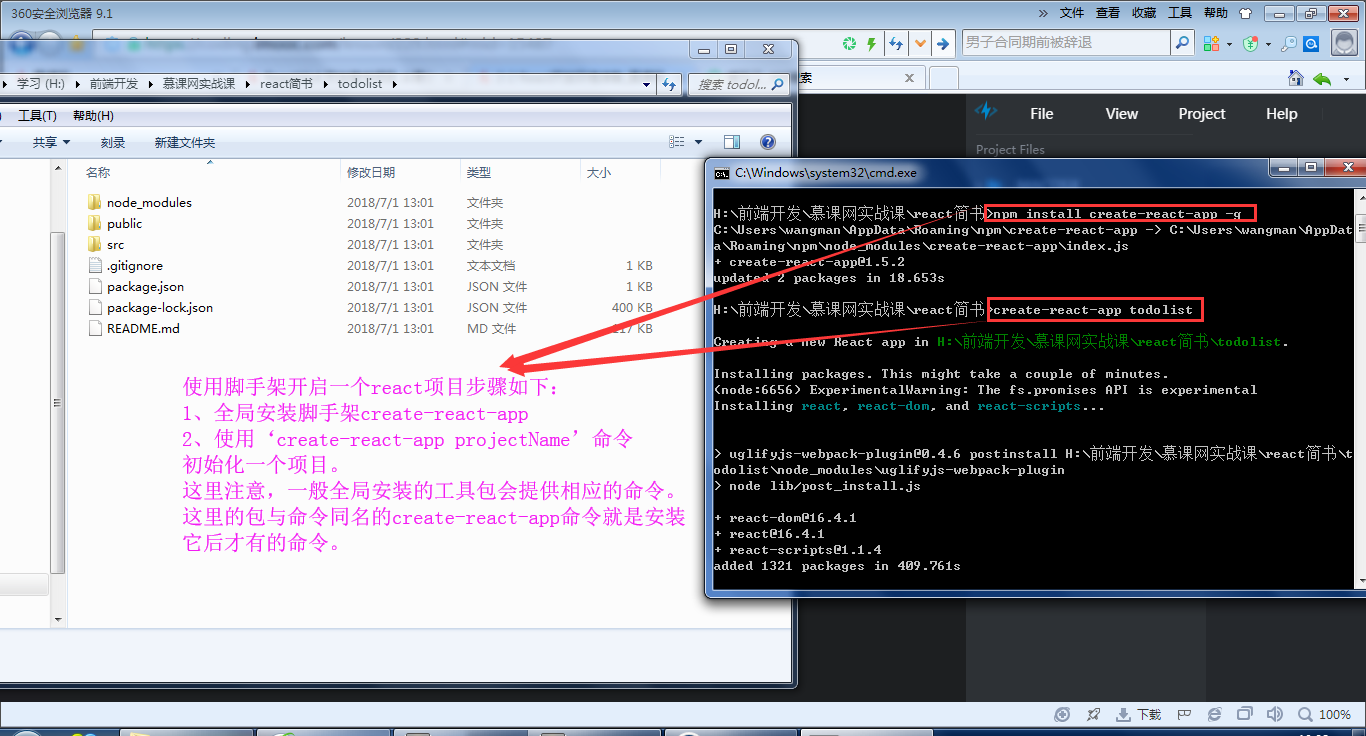 360安全浏览器 9.1
» 文件 查看 收藏 工具 帮助
男子合同期前被辞退
学习 (H:) 前端开发 慕课网实战课 react简书 todolist
搜索 todol...
索
工具(T) 帮助(H)
共享 刻录 新建文件夹
名称 修改日期 类型 大小
node_modules 2018/7/1 13:01 文件夹
public 2018/7/1 13:01 文件夹
src 2018/7/1 13:01 文件夹
.gitignore 2018/7/1 13:01 文本文档 1 KB
package.json 2018/7/1 13:01 JSON 文件 1 KB
package-lock.json 2018/7/1 13:01 JSON 文件 400 KB
README.md 2018/7/1 13:01 MD 文件 KB
使用脚手架开启一个react项目步骤如下：
1、全局安装脚手架create-react-app
2、使用‘create-react-app projectName’命令
初始化一个项目。
这里注意，一般全局安装的工具包会提供相应的命令。
这里的包与命令同名的create-react-app命令就是安装
它后才有的命令。
File View Project Help
Project Files
C:\Windows\system32\cmd.exe
H:\前端开发\慕课网实战课\react简书>npm install create-react-app -g
C:\Users\wangman\AppData\Roaming\npm\create-react-app -> C:\Users\wangman\AppDat
a\Roaming\npm\node_modules\create-react-app\index.js
+ create-react-app@1.5.2
updated 2 packages in 18.653s
H:\前端开发\慕课网实战课\react简书>create-react-app todolist
Creating a new React app in H:\前端开发\慕课网实战课\react简书\todolist.
Installing packages. This might take a couple of minutes.
(node:6656) ExperimentalWarning: The fs.promises API is experimental
Installing react, react-dom, and react-scripts...
> uglifyjs-webpack-plugin@0.4.6 postinstall H:\前端开发\慕课网实战课\react简书\t
odolist\node_modules\uglifyjs-webpack-plugin
> node lib/post_install.js
+ react-dom@16.4.1
+ react@16.4.1
+ react-scripts@1.1.4
added 1321 packages in 409.761s
下载 100%